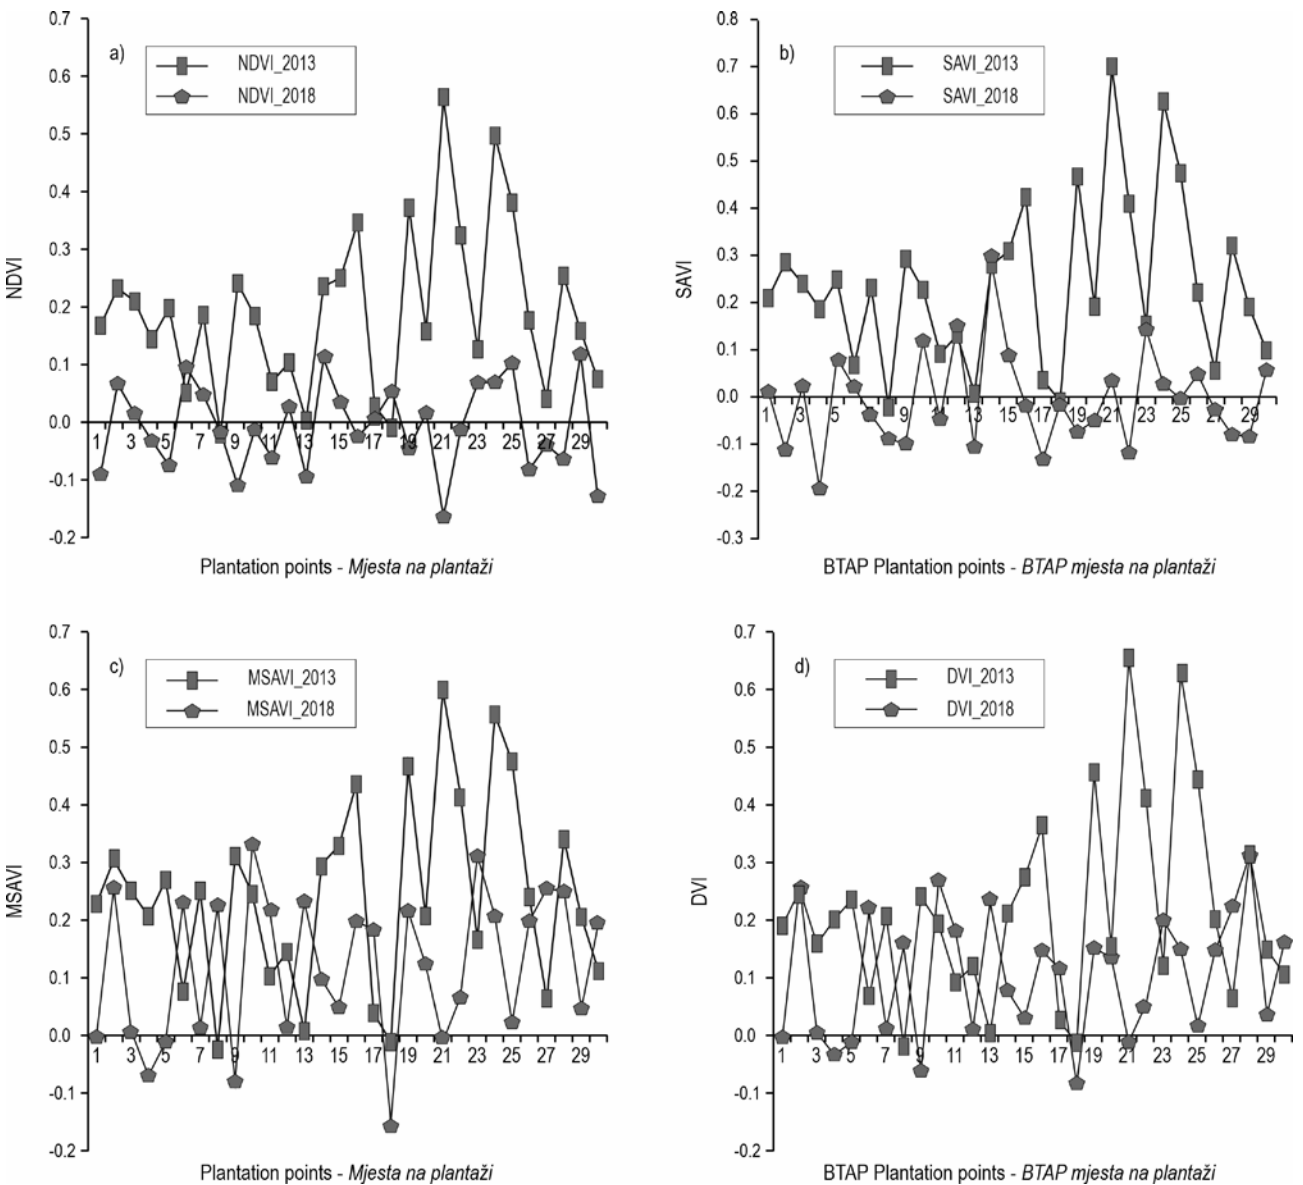 a)
NDVI_2013
NDVI_2018
0.7
0.6
0.5
0.4
0.3
0.2
0.1
0.0
-0.1
-0.2
NDVI
1 3 5 7 9 11 13 15 17 19 21 23 25 27 29
Plantation points - Mjesta na plantaži
b)
SAVI_2013
SAVI_2018
0.8
0.7
0.6
0.5
0.4
0.3
0.2
0.1
0.0
-0.1
-0.2
-0.3
SAVI
1 3 5 7 9 11 13 15 17 19 21 23 25 27 29
BTAP Plantation points - BTAP mjesta na plantaži
c)
MSAVI_2013
MSAVI_2018
0.7
0.6
0.5
0.4
0.3
0.2
0.1
0.0
-0.1
-0.2
MSAVI
1 3 5 7 9 11 13 15 17 19 21 23 25 27 29
Plantation points - Mjesta na plantaži
d)
DVI_2013
DVI_2018
0.7
0.6
0.5
0.4
0.3
0.2
0.1
0.0
-0.1
-0.2
DVI
1 3 5 7 9 11 13 15 17 19 21 23 25 27 29
BTAP Plantation points - BTAP mjesta na plantaži